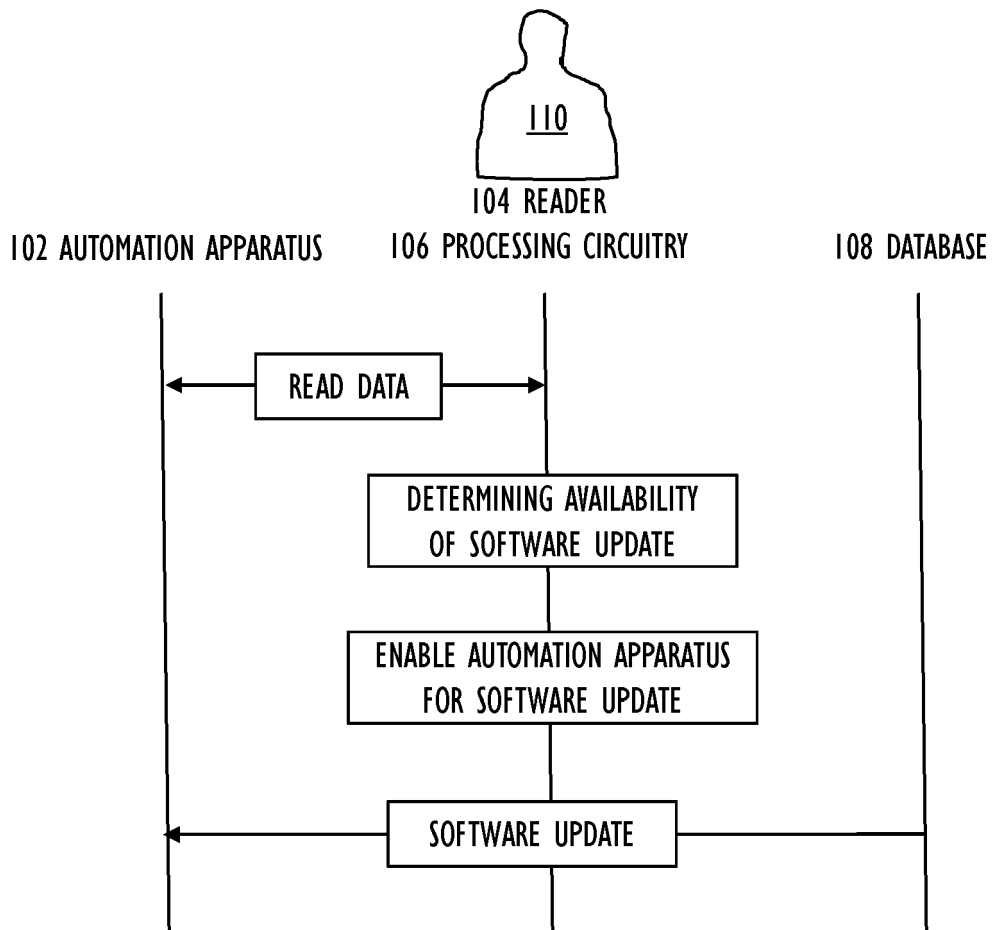 110
104 READER
102 AUTOMATION APPARATUS
106 PROCESSING CIRCUITRY
108 DATABASE
READ DATA
DETERMINING AVAILABILITY
OF SOFTWARE UPDATE
ENABLE AUTOMATION APPARATUS
FOR SOFTWARE UPDATE
SOFTWARE UPDATE